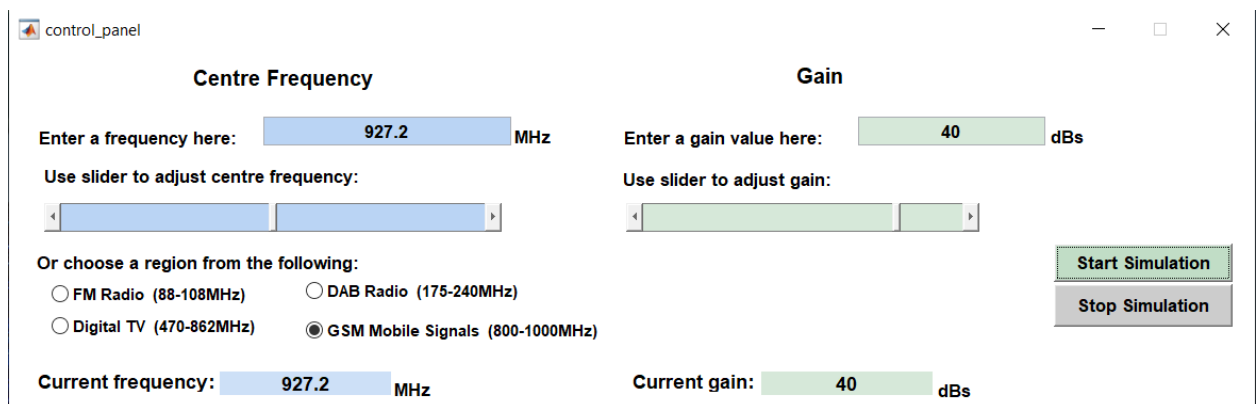 control_panel
Centre Frequency
Gain
Enter a frequency here: 927.2 MHz
Enter a gain value here: 40 dBs
Use slider to adjust centre frequency:
Use slider to adjust gain:
Or choose a region from the following:
FM Radio (88-108MHz)
DAB Radio (175-240MHz)
Digital TV (470-862MHz)
GSM Mobile Signals (800-1000MHz)
Start Simulation
Stop Simulation
Current frequency: 927.2 MHz
Current gain: 40 dBs